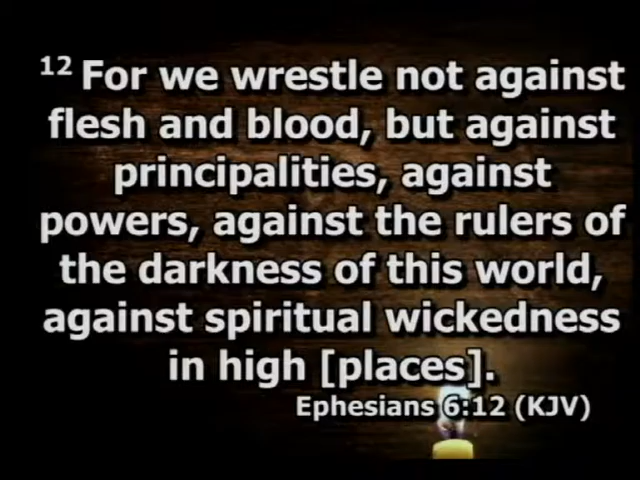 12 For we wrestle not against
flesh and blood, but against
principalities, against
powers, against the rulers of
the darkness of this world,
against spiritual wickedness
in high [places].
Ephesians 6:12 (KJV)